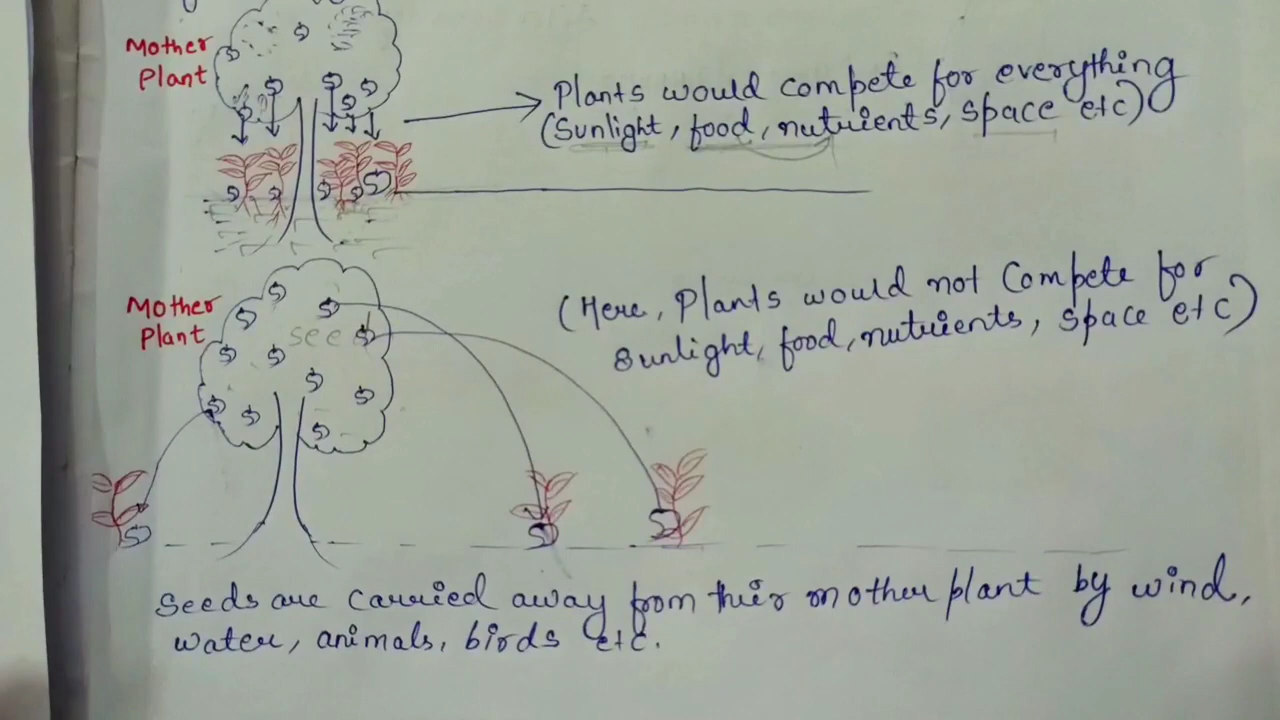 Mother
Plant
Plants would compete for everything
(Sunlight, food, nutrients, space etc)
Mother
Plant
see
(Here, Plants would not Compete for
Sunlight, food, nutrients, space etc)
Seeds are carried away from their mother plant by wind,
water, animals, birds etc.